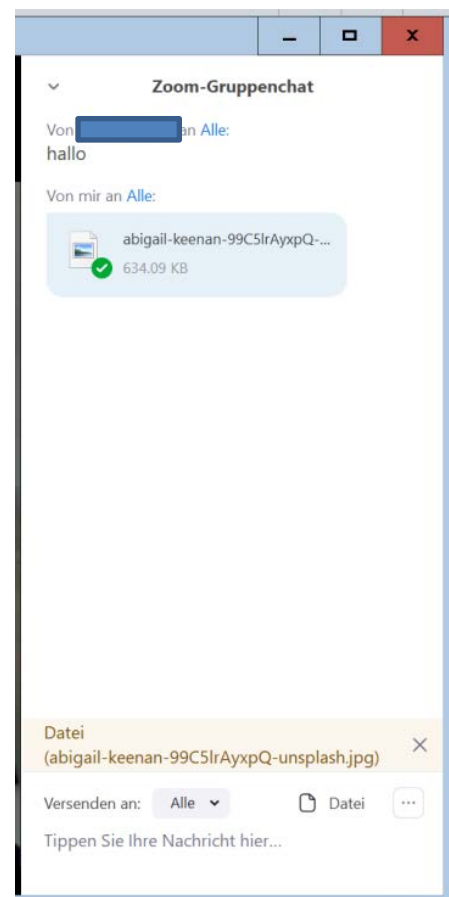 Zoom-Gruppenchat
Von an Alle:
hallo
Von mir an Alle:
abigail-keenan-99C5lrAyxpQ-...
634.09 KB
Datei
(abigail-keenan-99C5lrAyxpQ-unsplash.jpg)
Versenden an: Alle Datei ...
Tippen Sie Ihre Nachricht hier...